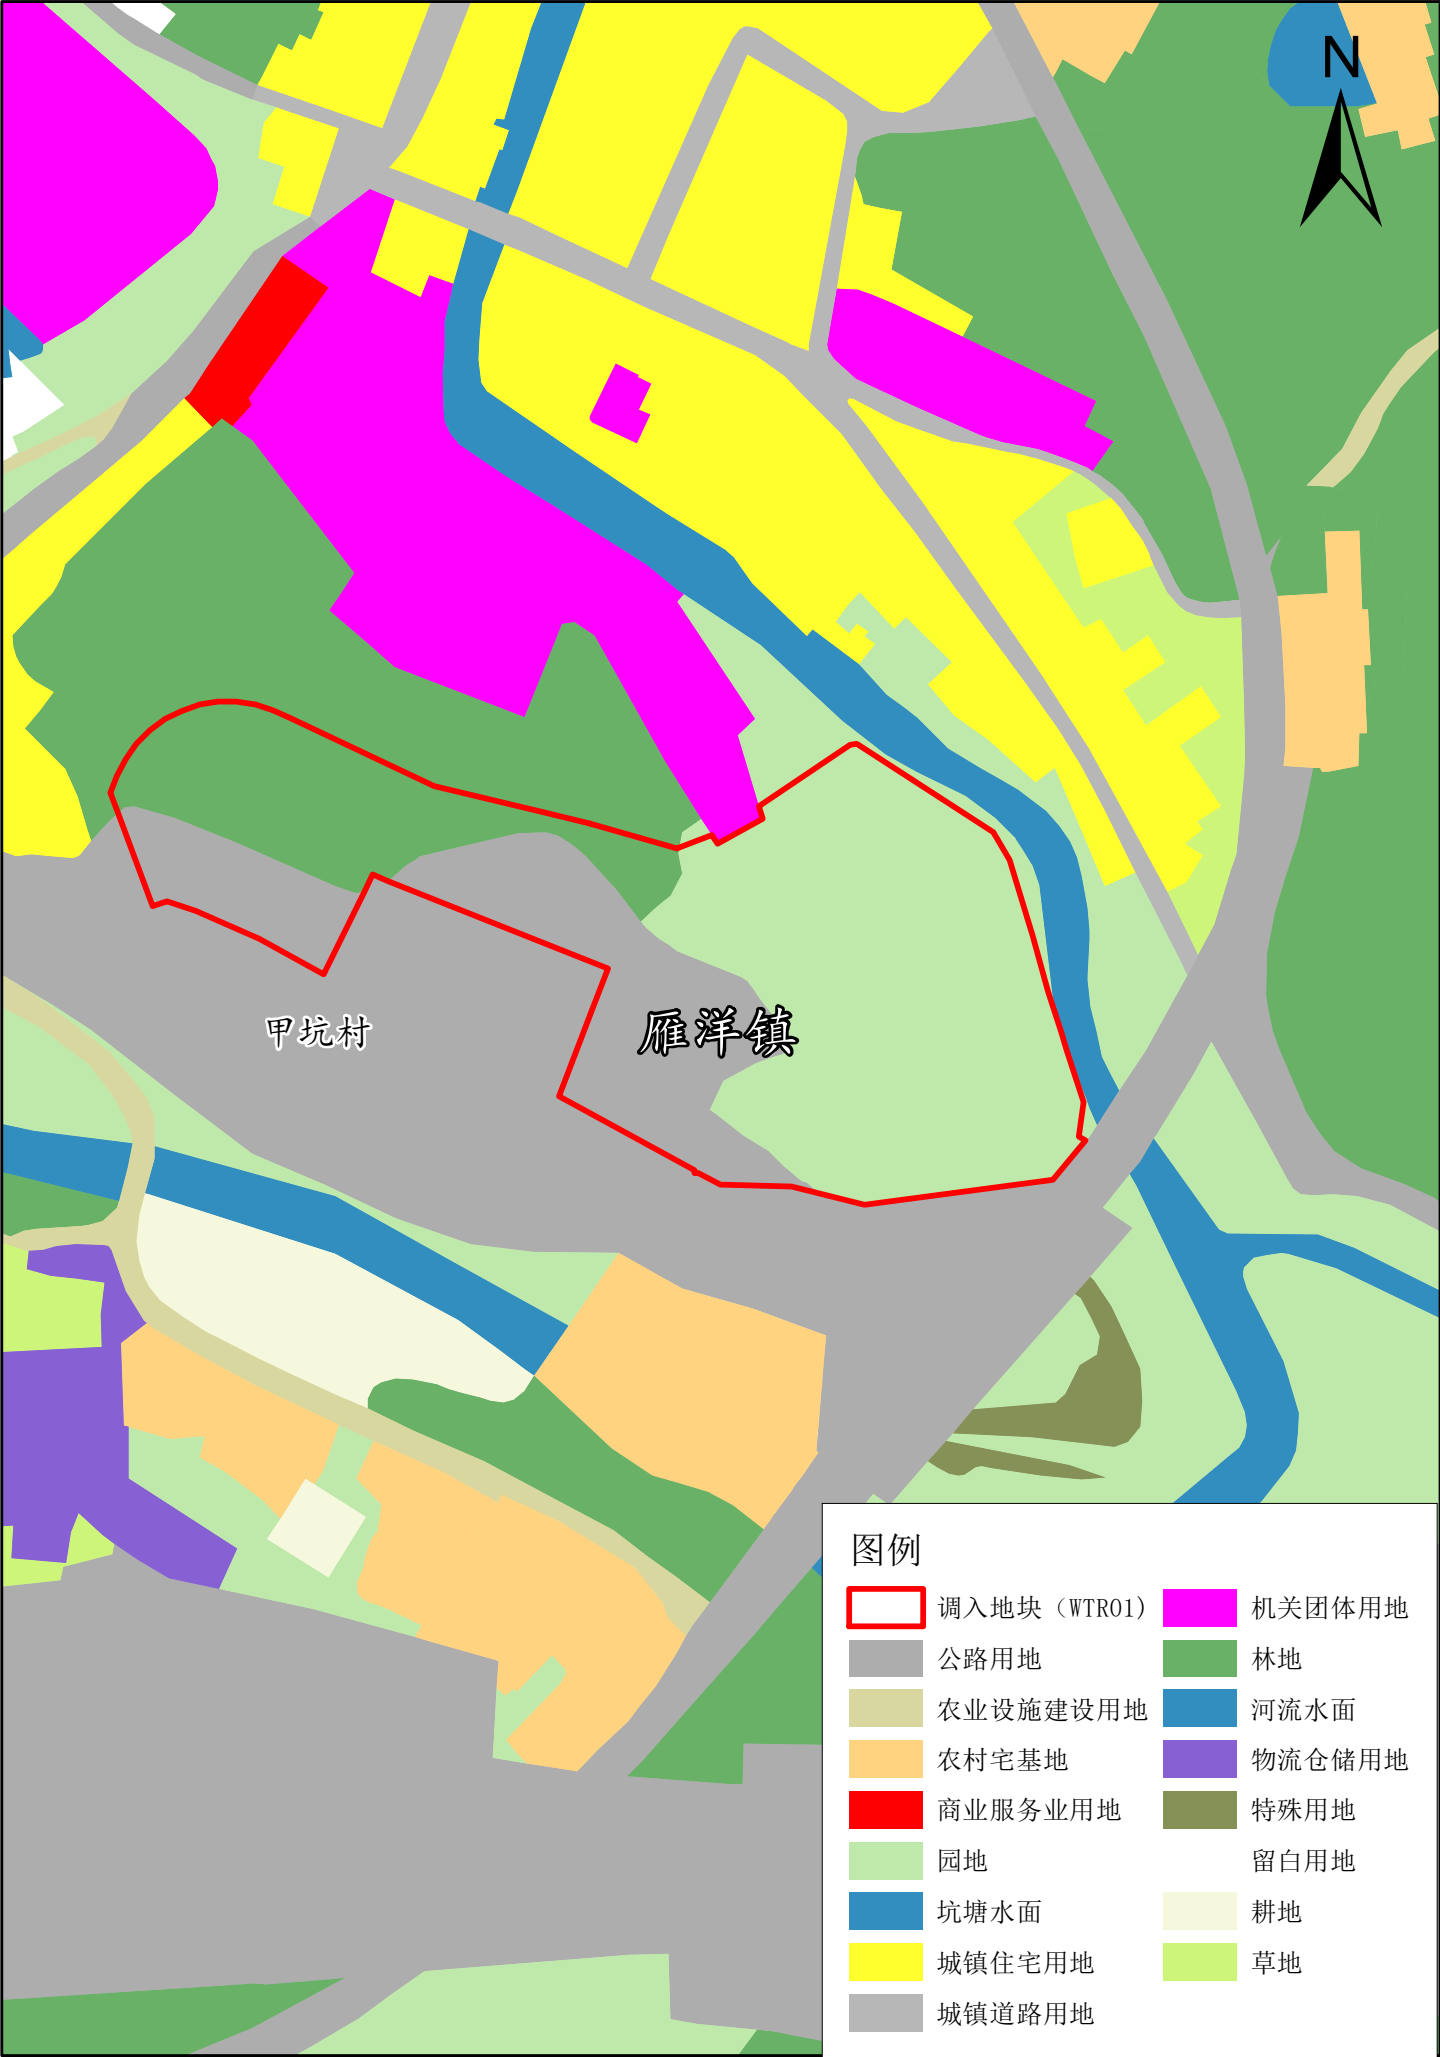 N
甲坑村
雁洋镇
图例
调入地块（WTR01)
公路用地
农业设施建设用地
农村宅基地
商业服务业用地
园地
坑塘水面
城镇住宅用地
城镇道路用地
机关团体用地
林地
河流水面
物流仓储用地
特殊用地
留白用地
耕地
草地